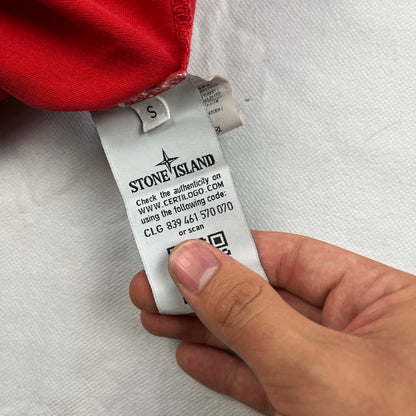 S
STONE ISLAND
Check the authenticity on
WWW.CERTILOGO.COM
using the following code:
CLG 839 461 570 070
or scan